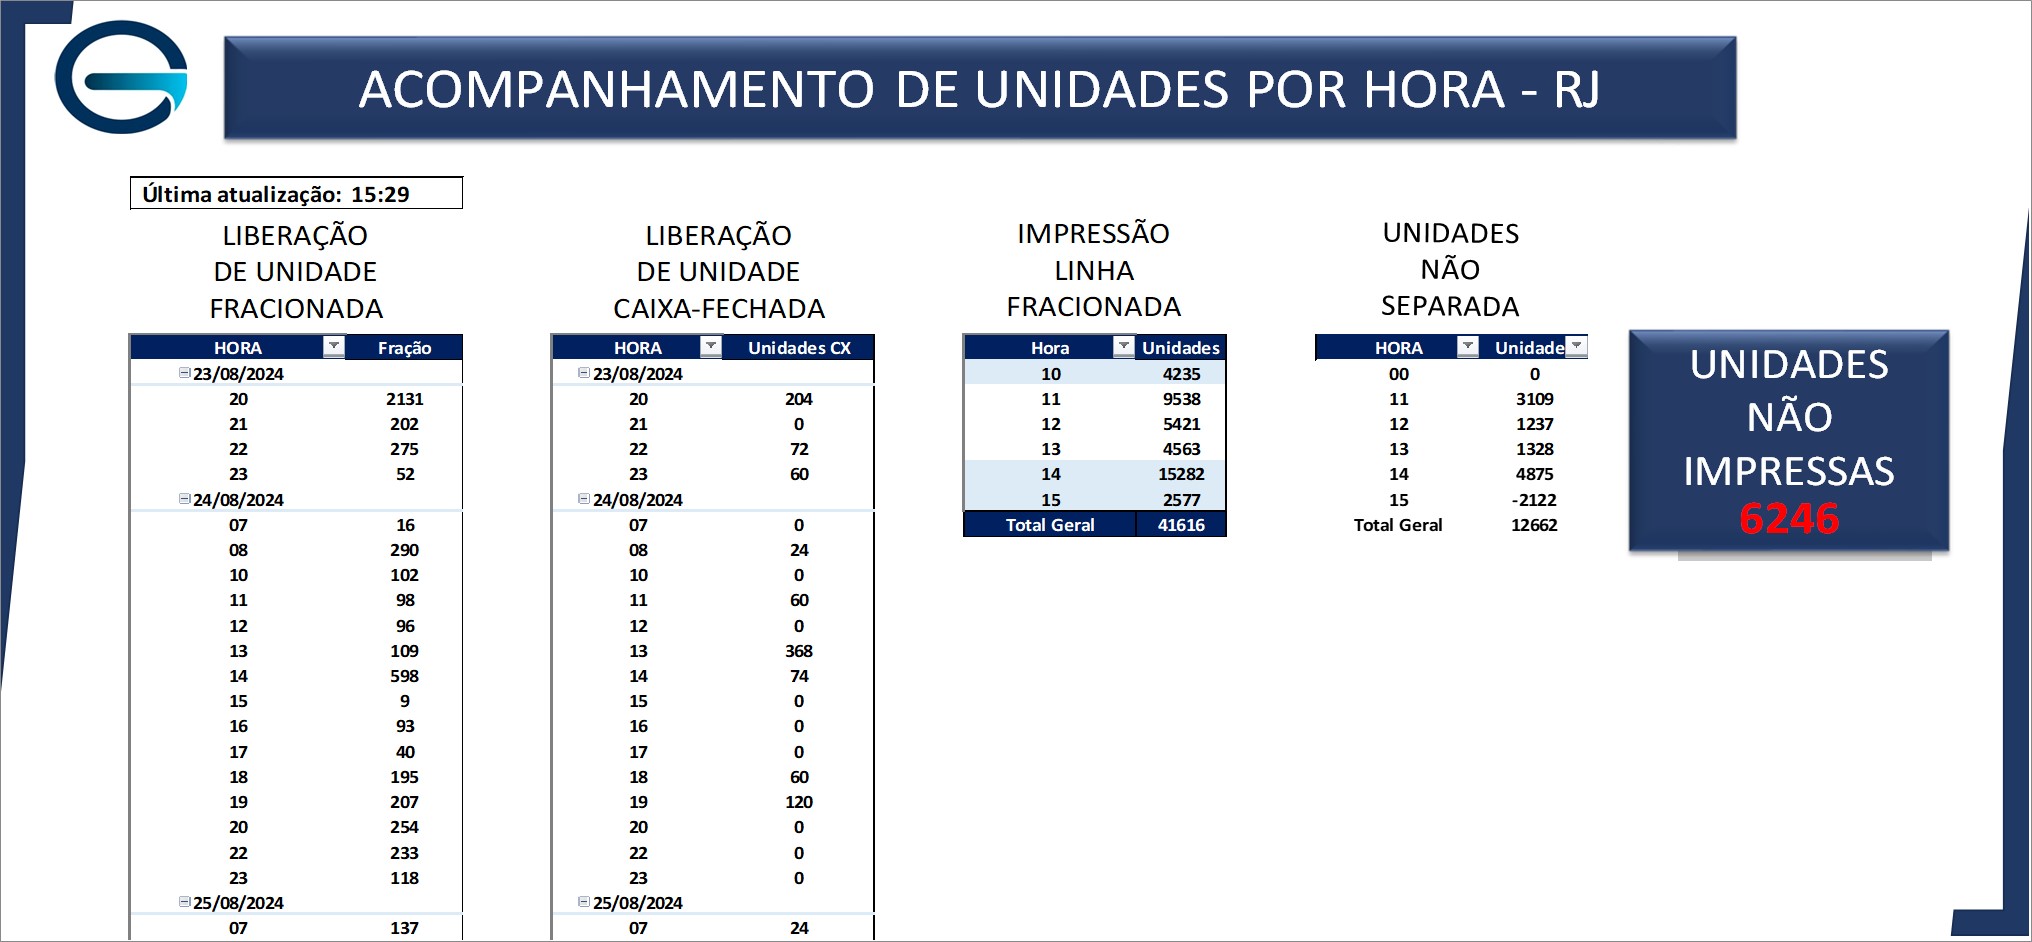 ACOMPANHAMENTO DE UNIDADES POR HORA - RJ
Última atualização: 15:29
LIBERAÇÃO
DE UNIDADE
FRACIONADA
HORA Fração
23/08/2024
20 2131
21 202
22 275
23 52
24/08/2024
07 16
08 290
10 102
11 98
12 96
13 109
14 598
15 9
16 93
17 40
18 195
19 207
20 254
22 233
23 118
25/08/2024
07 137
LIBERAÇÃO
DE UNIDADE
CAIXA-FECHADA
HORA Unidades CX
23/08/2024
20 204
21 0
22 72
23 60
24/08/2024
07 0
08 24
10 0
11 60
12 0
13 368
14 74
15 0
16 0
17 0
18 60
19 120
20 0
22 0
23 0
25/08/2024
07 24
IMPRESSÃO
LINHA
FRACIONADA
Hora Unidades
10 4235
11 9538
12 5421
13 4563
14 15282
15 2577
Total Geral 41616
UNIDADES
NÃO
SEPARADA
HORA Unidade
00 0
11 3109
12 1237
13 1328
14 4875
15 -2122
Total Geral 12662
UNIDADES
NÃO
IMPRESSAS
6246